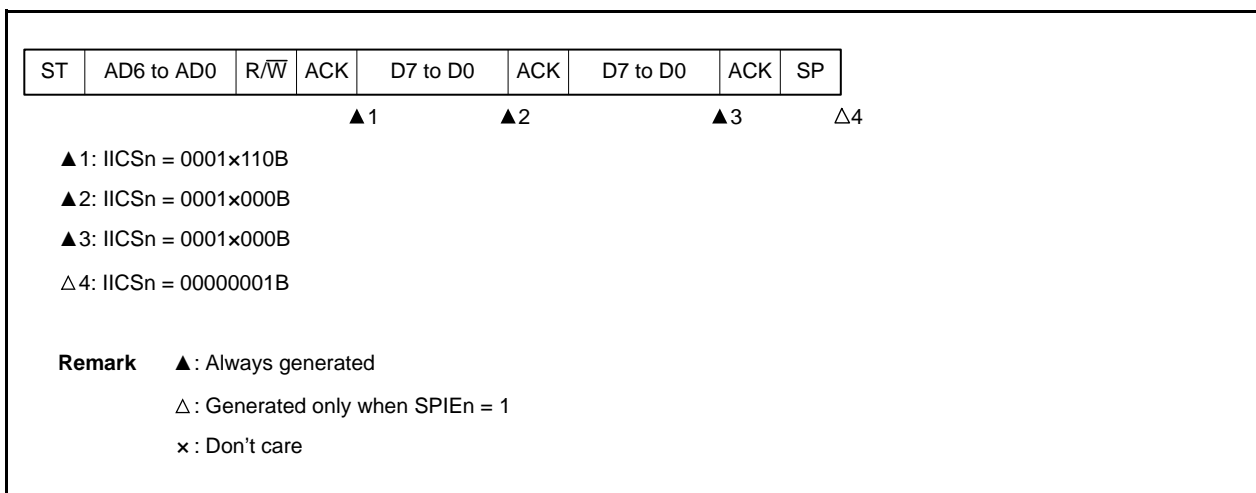 ST AD6 to AD0 R/W̅ ACK D7 to D0 ACK D7 to D0 ACK SP
▲1 ▲2 ▲3 △4
▲1: IICSn = 0001×110B
▲2: IICSn = 0001×000B
▲3: IICSn = 0001×000B
△4: IICSn = 00000001B
Remark ▲: Always generated
△: Generated only when SPIEn = 1
×: Don't care